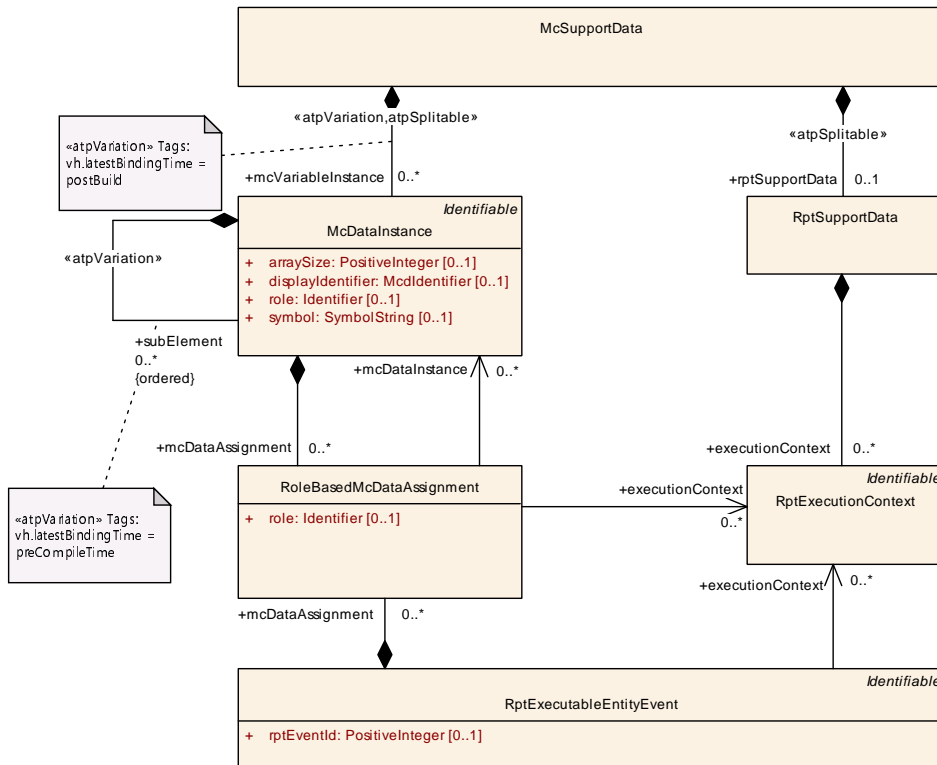 McSupportData
«atpVariation,atpSplitable»
«atpSplitable»
«atpVariation» Tags:
vh.latestBindingTime =
postBuild
+mcVariableInstance 0..*
+rptSupportData 0..1
Identifiable
McDataInstance
+ arraySize: PositiveInteger [0..1]
+ displayIdentifier: McdIdentifier [0..1]
+ role: Identifier [0..1]
+ symbol: SymbolString [0..1]
RptSupportData
«atpVariation»
+subElement
0..*
{ordered}
+mcDataInstance 0..*
+mcDataAssignment 0..*
+executionContext 0..*
RoleBasedMcDataAssignment
+ role: Identifier [0..1]
+executionContext
0..*
Identifiable
RptExecutionContext
«atpVariation» Tags:
vh.latestBindingTime =
preCompileTime
+executionContext 0..*
+mcDataAssignment 0..*
Identifiable
RptExecutableEntityEvent
+ rptEventId: PositiveInteger [0..1]